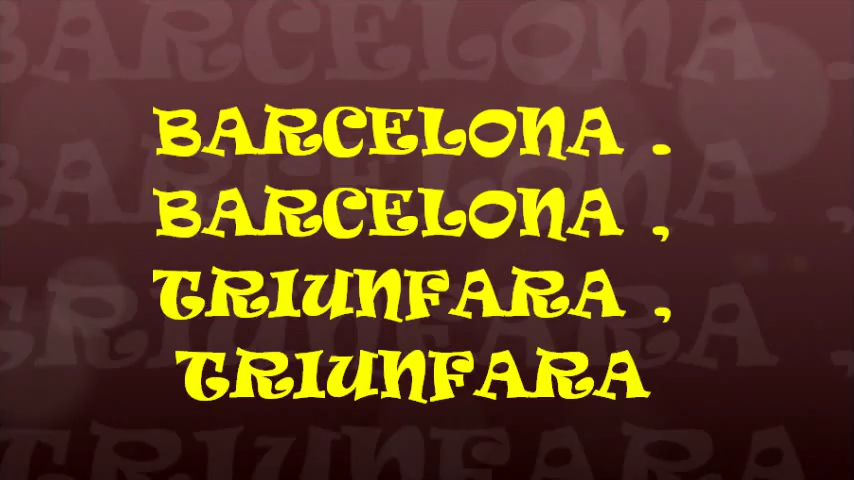 BARCELONA .
BARCELONA ,
TRIUNFARA ,
TRIUNFARA